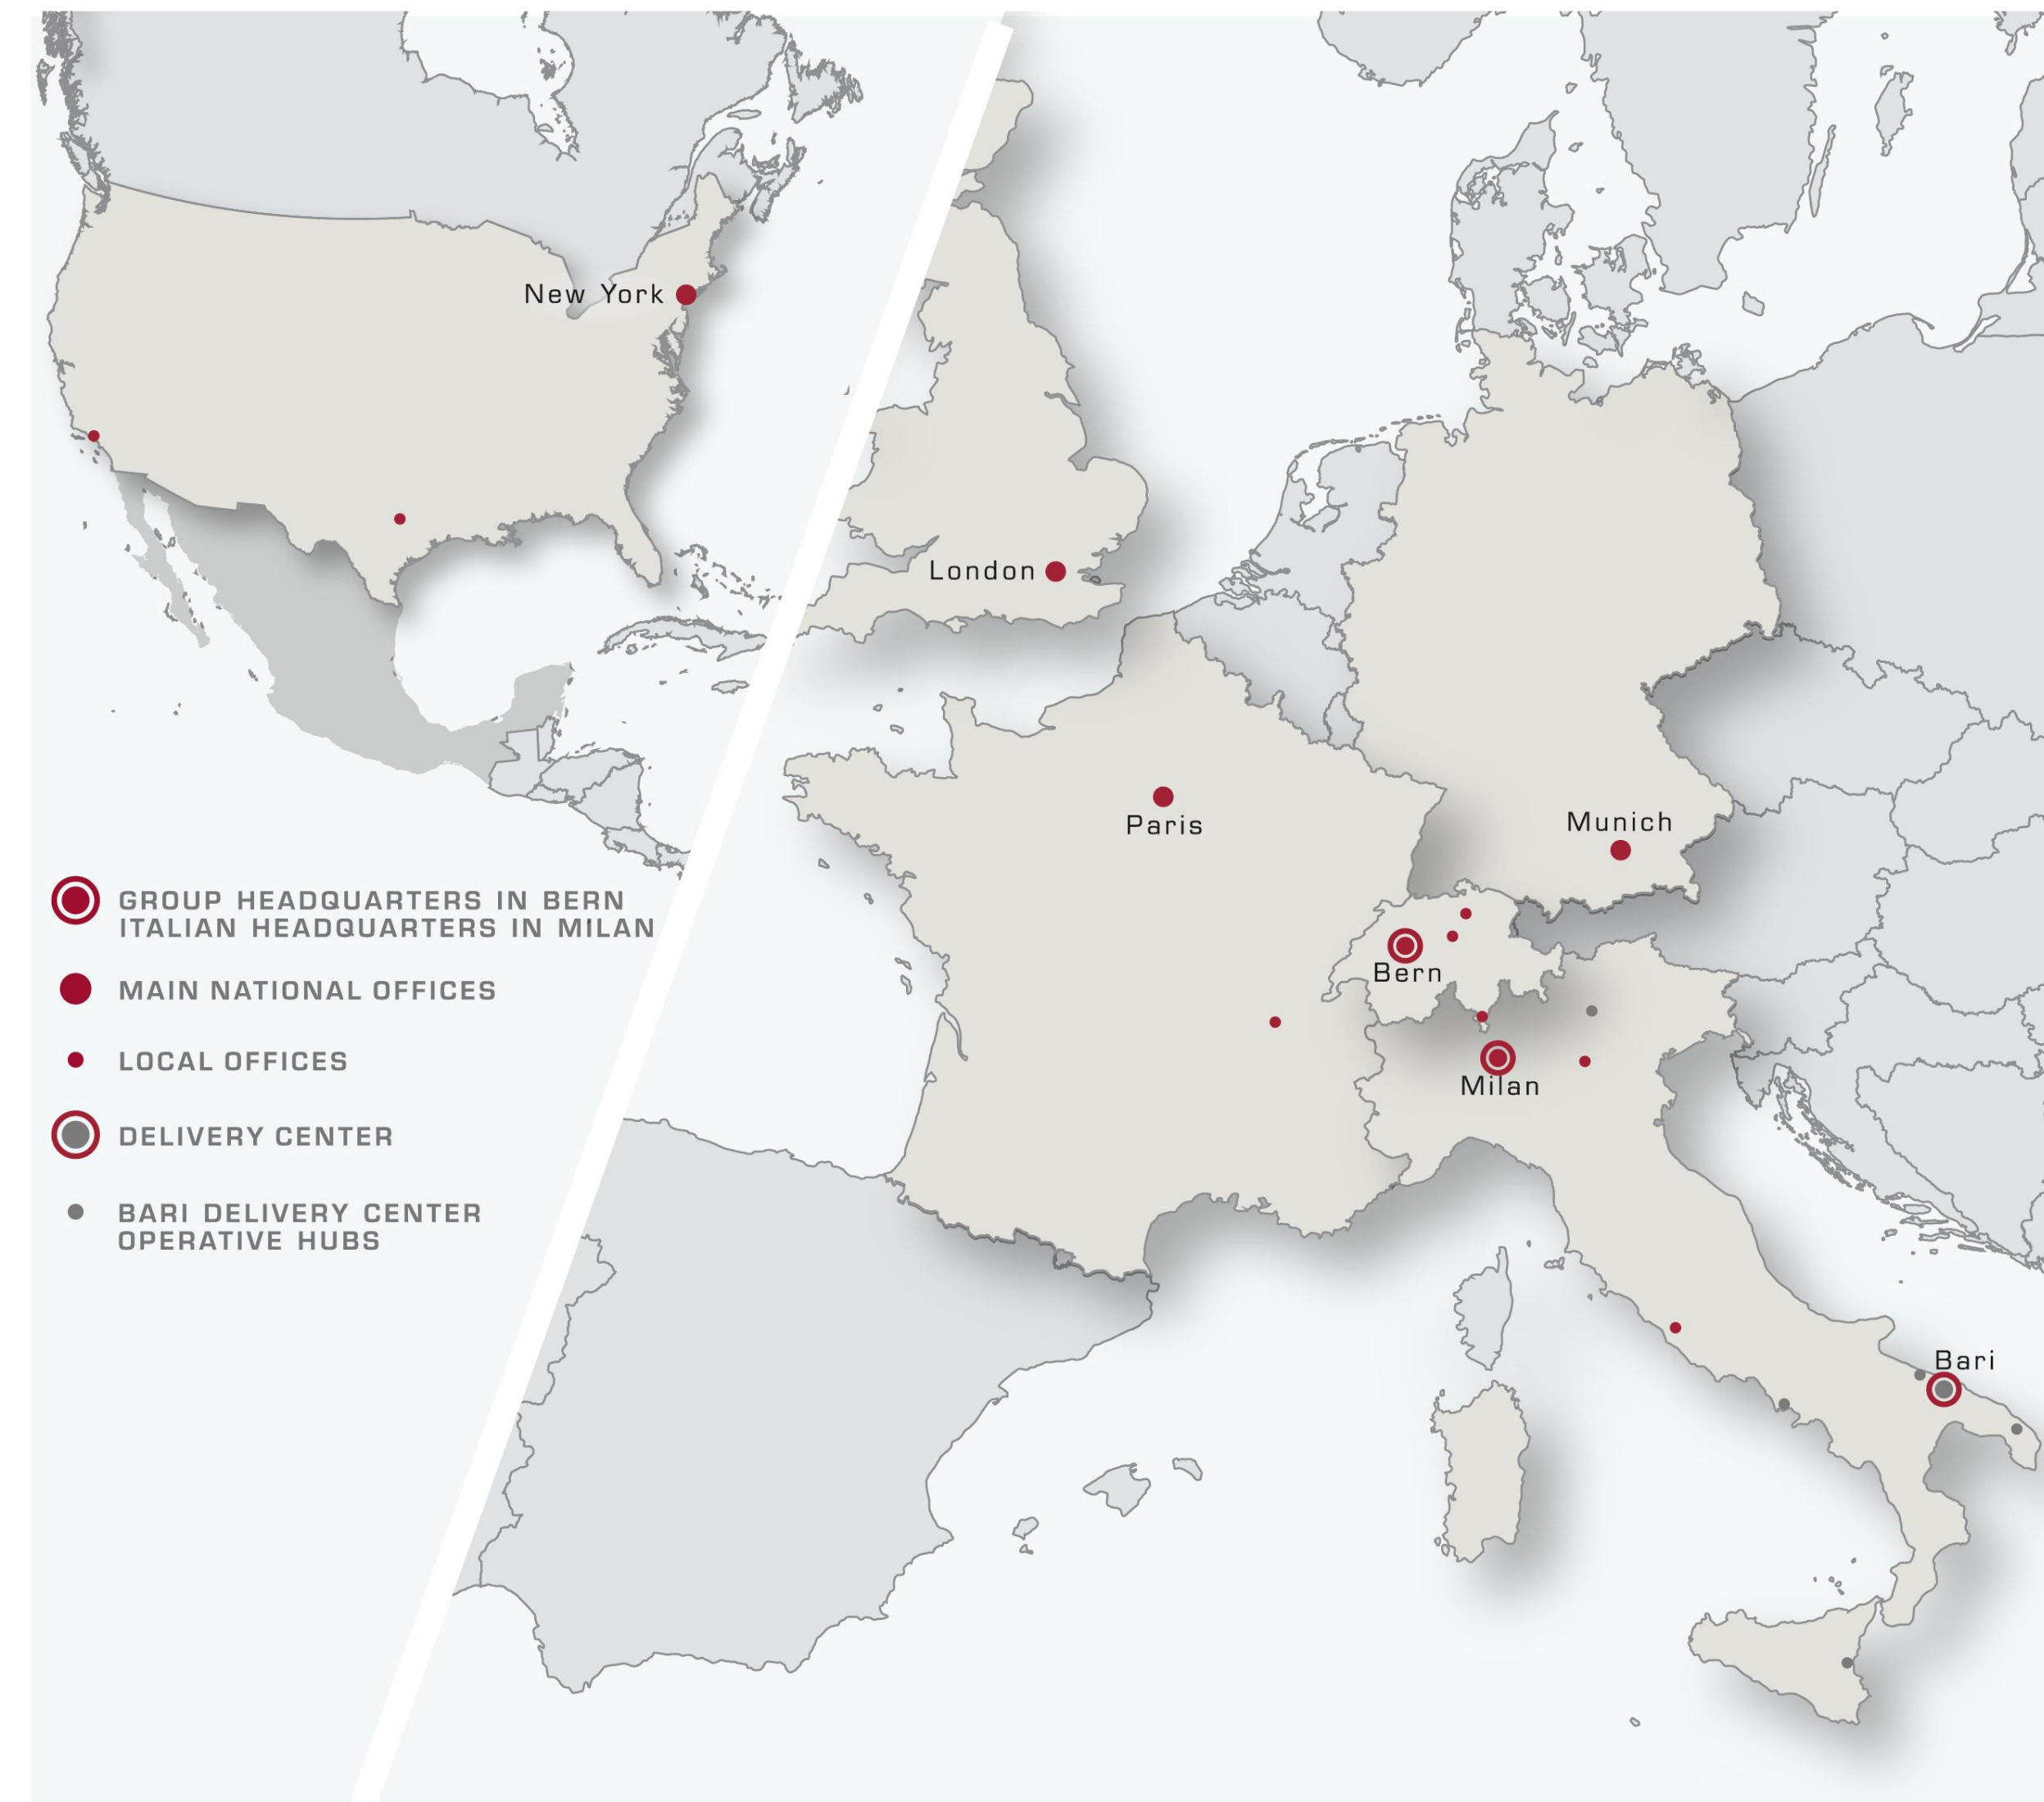 New York
London
Paris
Munich
Bern
Milan
Bari
GROUP HEADQUARTERS IN BERN
ITALIAN HEADQUARTERS IN MILAN
MAIN NATIONAL OFFICES
LOCAL OFFICES
DELIVERY CENTER
BARI DELIVERY CENTER
OPERATIVE HUBS